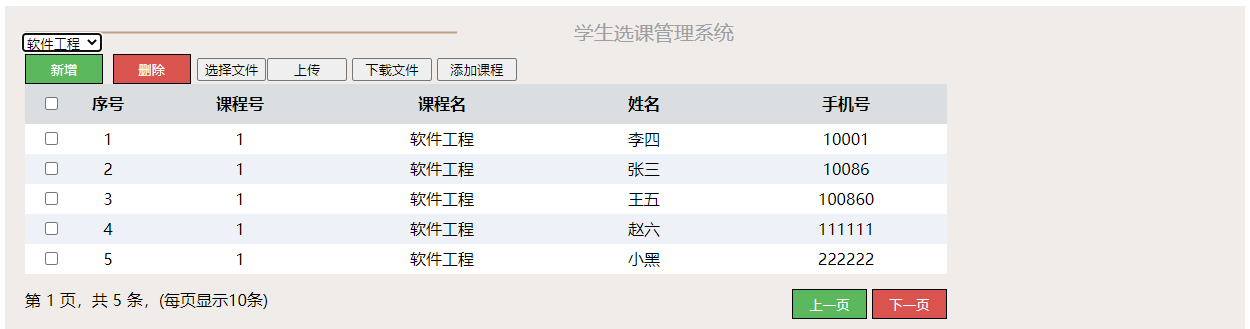 学生选课管理系统
软件工程
新增 删除 选择文件 上传 下载文件 添加课程
序号 课程号 课程名 姓名 手机号
1 1 软件工程 李四 10001
2 1 软件工程 张三 10086
3 1 软件工程 王五 100860
4 1 软件工程 赵六 111111
5 1 软件工程 小黑 222222
第 1 页，共 5 条，(每页显示10条) 上一页 下一页